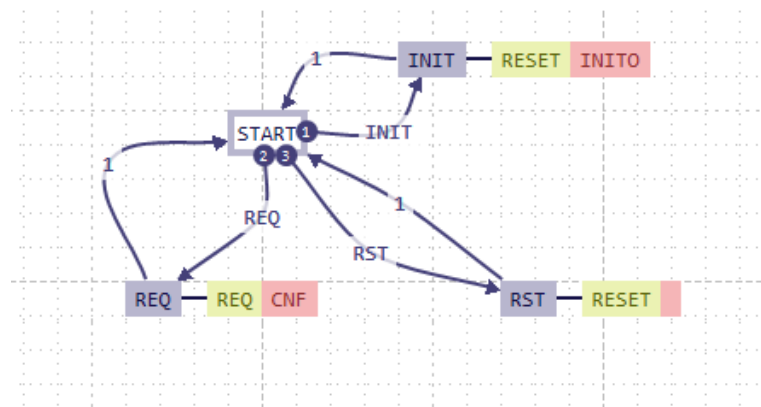 1
INIT
RESET
INITO
START
1
INIT
2
3
1
REQ
1
RST
REQ
REQ
CNF
RST
RESET